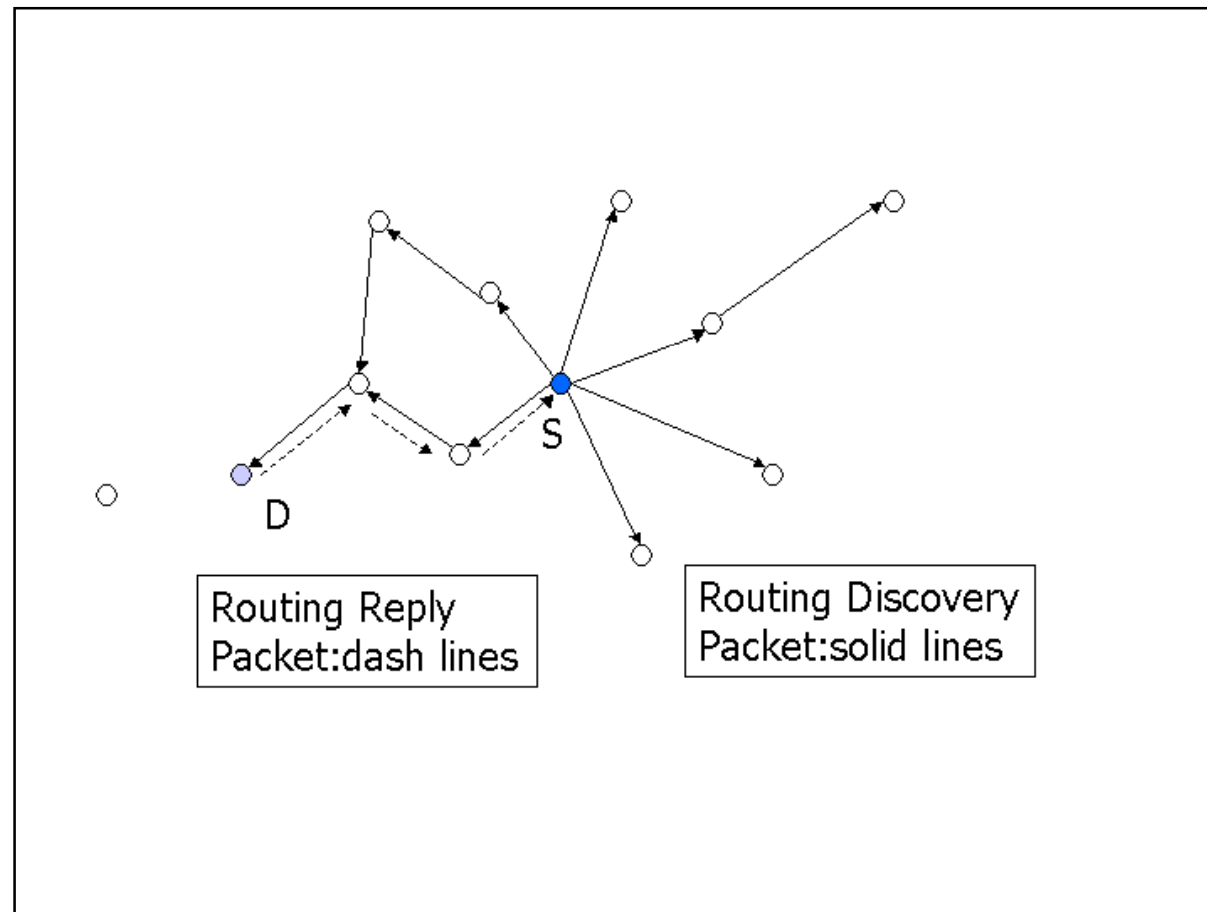 S
D
Routing Reply
Packet:dash lines
Routing Discovery
Packet:solid lines